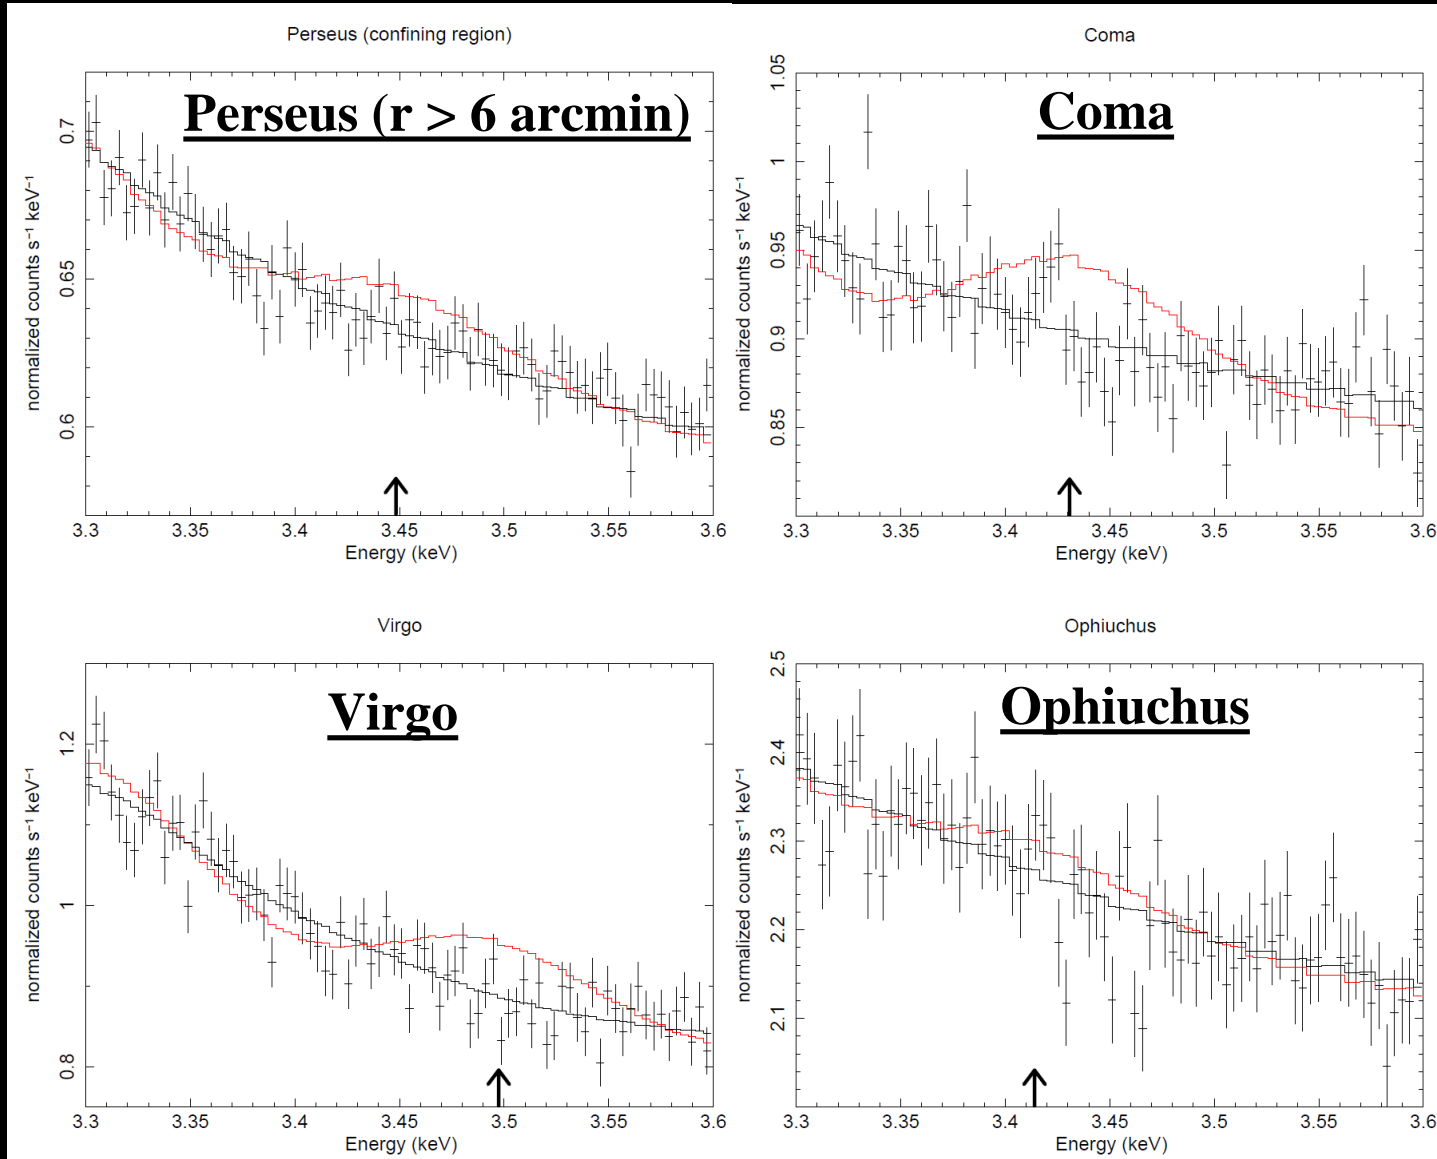 Perseus (confining region)
Perseus (r > 6 arcmin)
normalized counts s⁻¹ keV⁻¹
0.7
0.65
0.6
3.3 3.35 3.4 3.45 3.5 3.55 3.6
Energy (keV)
Coma
Coma
normalized counts s⁻¹ keV⁻¹
1.05
1
0.95
0.9
0.85
3.3 3.35 3.4 3.45 3.5 3.55 3.6
Energy (keV)
Virgo
Virgo
normalized counts s⁻¹ keV⁻¹
1.2
1
0.8
3.3 3.35 3.4 3.45 3.5 3.55 3.6
Energy (keV)
Ophiuchus
Ophiuchus
normalized counts s⁻¹ keV⁻¹
2.5
2.4
2.3
2.2
2.1
3.3 3.35 3.4 3.45 3.5 3.55 3.6
Energy (keV)